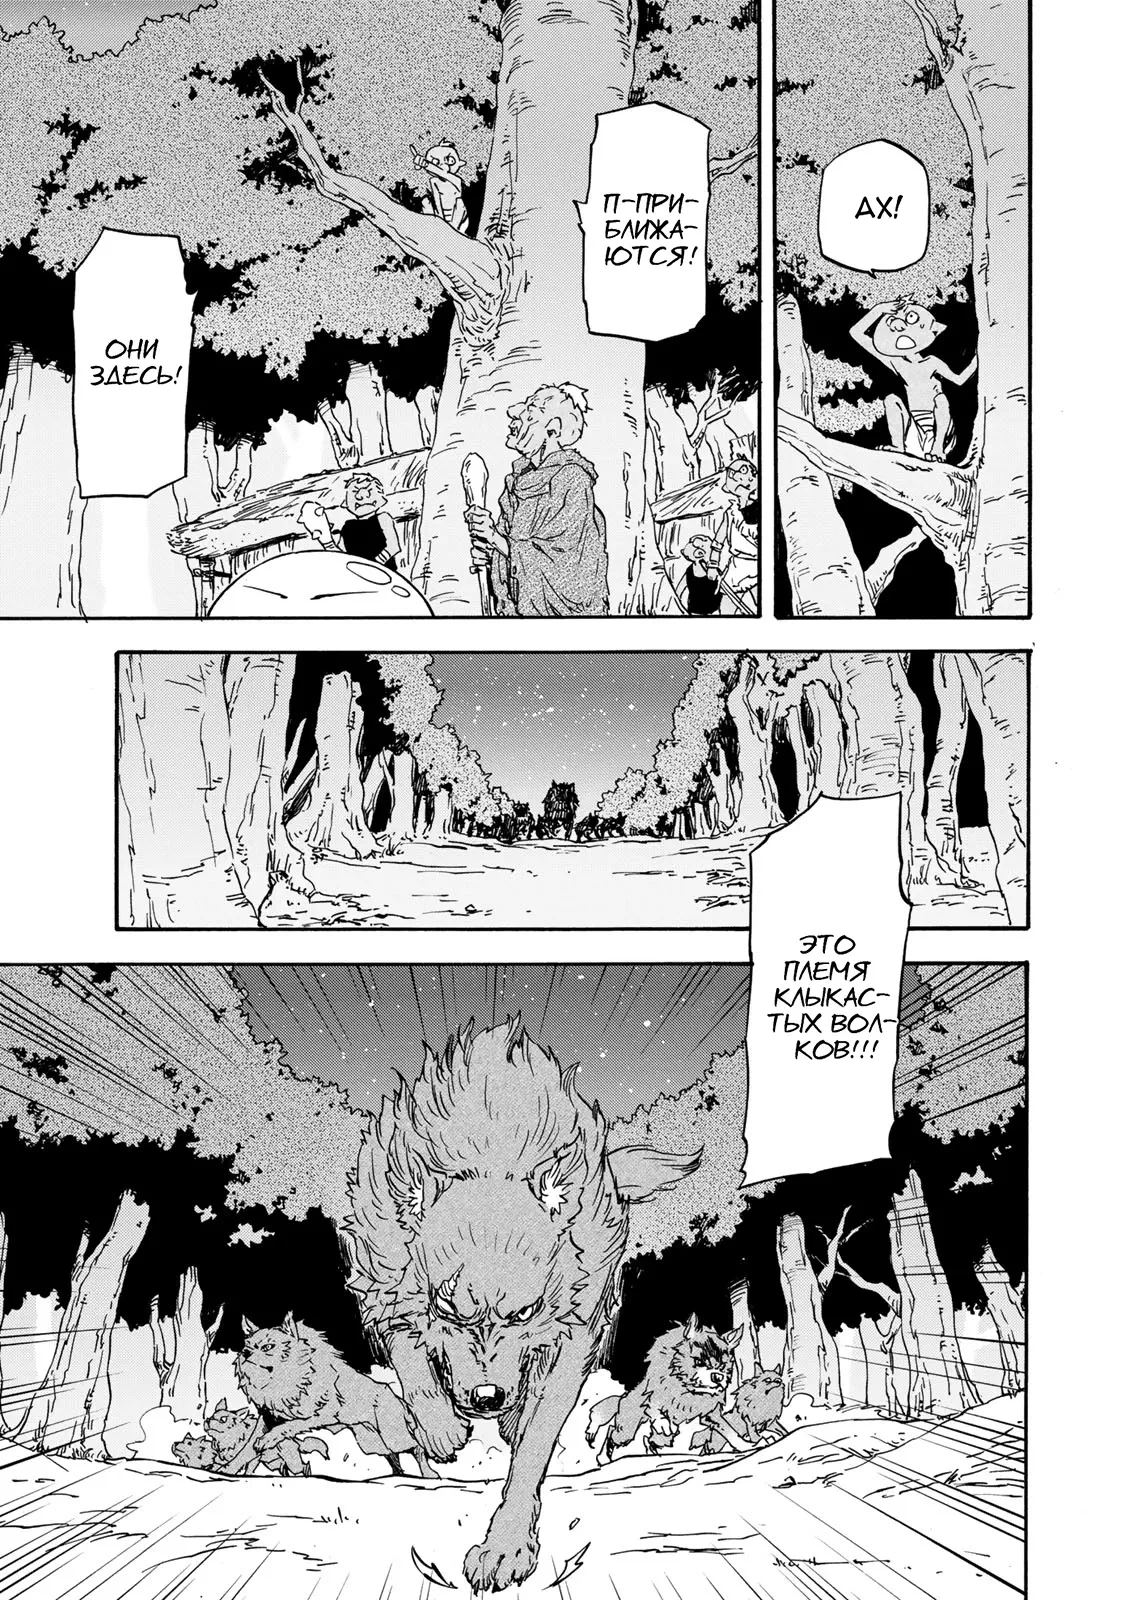 АХ!
П-ПРИ-
БЛИЖА-
ЮТСЯ!
ОНИ
ЗДЕСЬ!
ЭТО
ПЛЕМЯ
КЛЫКАС-
ТЫХ ВОЛ-
КОВ!!!